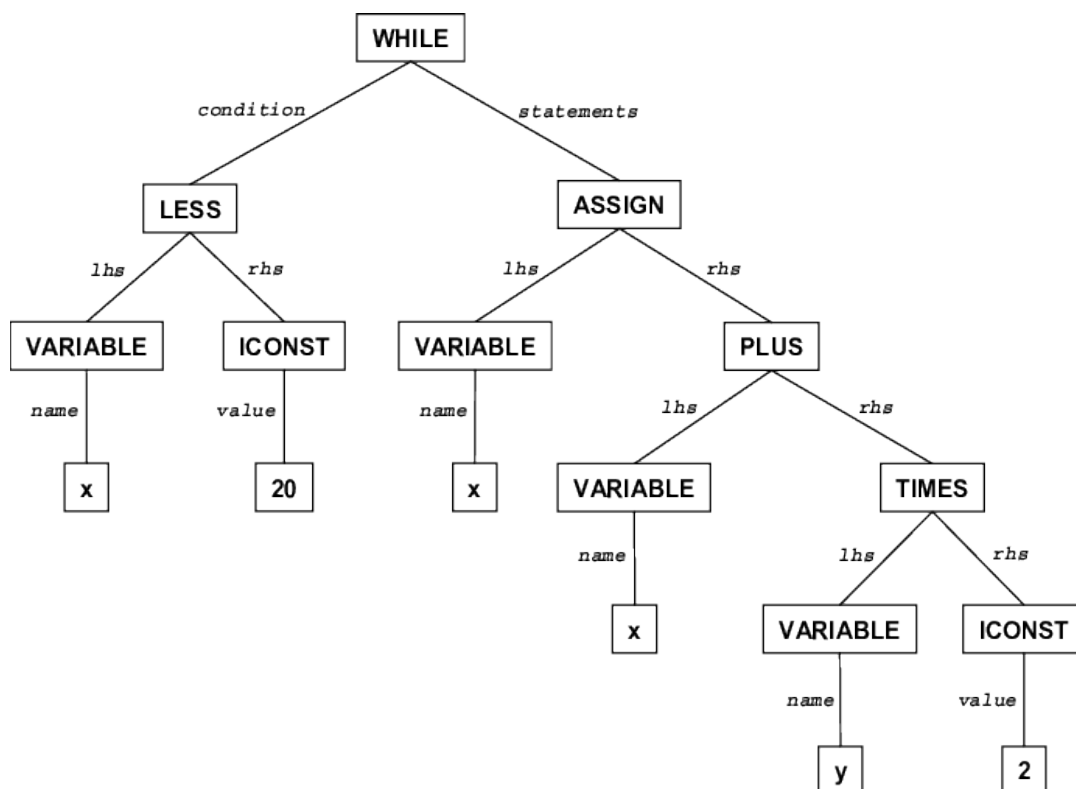 WHILE
condition statements
LESS ASSIGN
lhs rhs lhs rhs
VARIABLE ICONST VARIABLE PLUS
name value name lhs rhs
x 20 x VARIABLE TIMES
name lhs rhs
x VARIABLE ICONST
name value
y 2